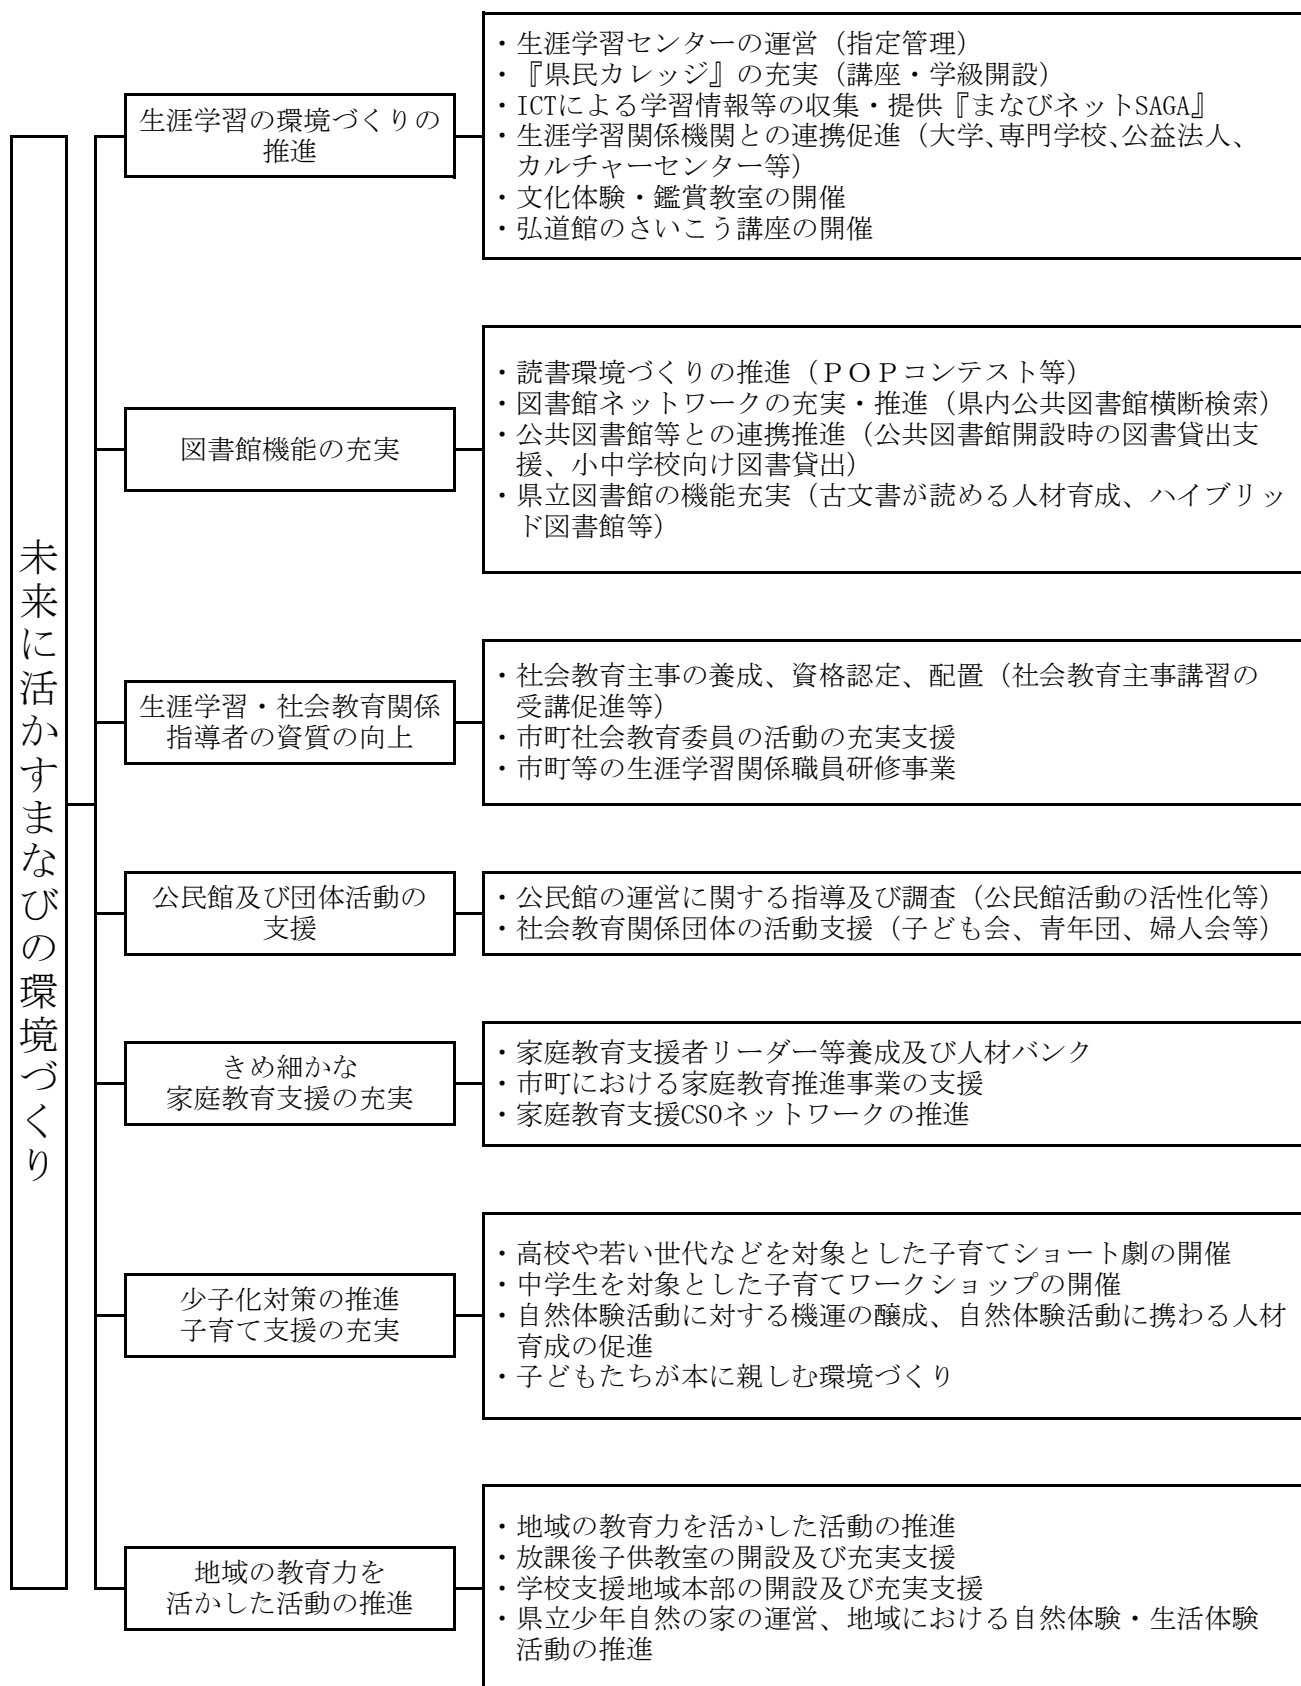 未来に活かすまなびの環境づくり
生涯学習の環境づくりの
推進
・生涯学習センターの運営（指定管理）
・『県民カレッジ』の充実（講座・学級開設）
・ICTによる学習情報等の収集・提供『まなびネットSAGA』
・生涯学習関係機関との連携促進（大学、専門学校、公益法人、
カルチャーセンター等）
・文化体験・鑑賞教室の開催
・弘道館のさいこう講座の開催
図書館機能の充実
・読書環境づくりの推進（ＰＯＰコンテスト等）
・図書館ネットワークの充実・推進（県内公共図書館横断検索）
・公共図書館等との連携推進（公共図書館開設時の図書貸出支
援、小中学校向け図書貸出）
・県立図書館の機能充実（古文書が読める人材育成、ハイブリッ
ド図書館等）
生涯学習・社会教育関係
指導者の資質の向上
・社会教育主事の養成、資格認定、配置（社会教育主事講習の
受講促進等）
・市町社会教育委員の活動の充実支援
・市町等の生涯学習関係職員研修事業
公民館及び団体活動の
支援
・公民館の運営に関する指導及び調査（公民館活動の活性化等）
・社会教育関係団体の活動支援（子ども会、青年団、婦人会等）
きめ細かな
家庭教育支援の充実
・家庭教育支援者リーダー等養成及び人材バンク
・市町における家庭教育推進事業の支援
・家庭教育支援CSOネットワークの推進
少子化対策の推進
子育て支援の充実
・高校や若い世代などを対象とした子育てショート劇の開催
・中学生を対象とした子育てワークショップの開催
・自然体験活動に対する機運の醸成、自然体験活動に携わる人材
育成の促進
・子どもたちが本に親しむ環境づくり
地域の教育力を
活かした活動の推進
・地域の教育力を活かした活動の推進
・放課後子供教室の開設及び充実支援
・学校支援地域本部の開設及び充実支援
・県立少年自然の家の運営、地域における自然体験・生活体験
活動の推進